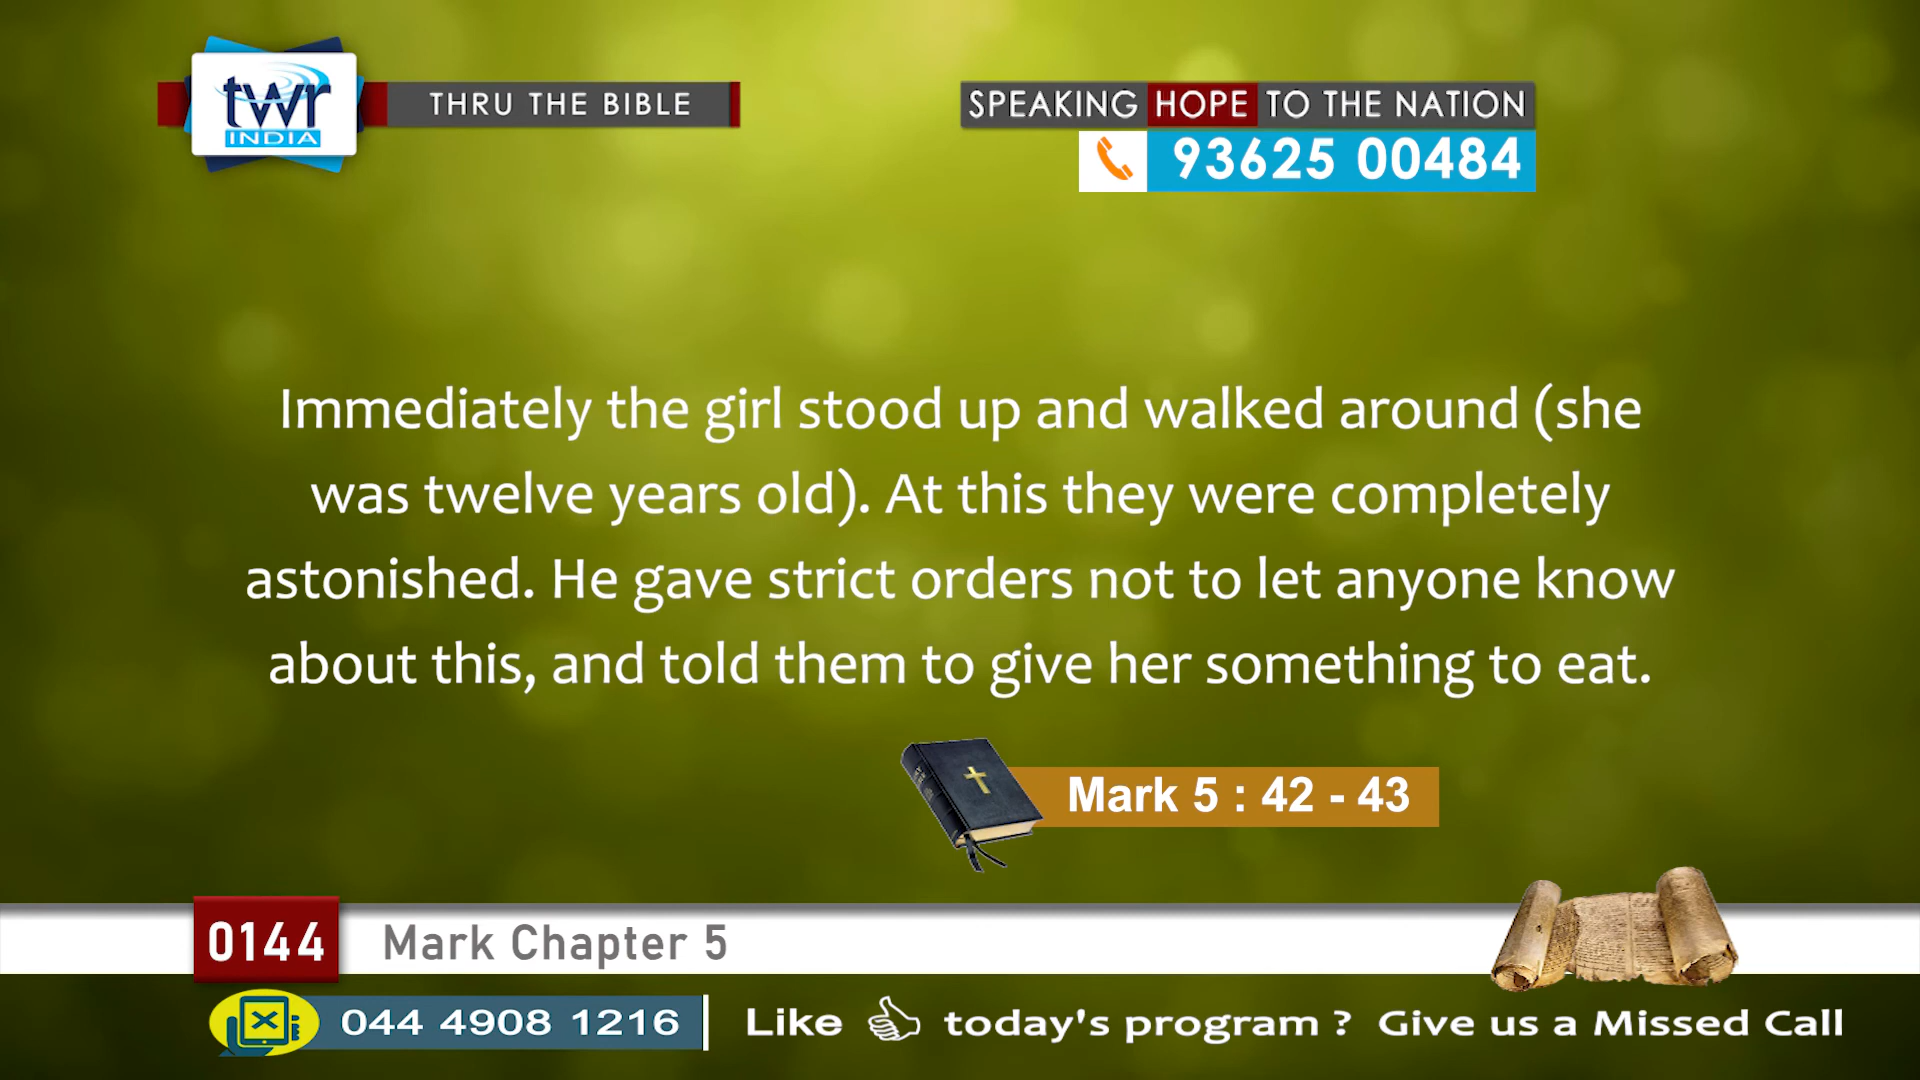 twr
INDIA
THRU THE BIBLE
SPEAKING HOPE TO THE NATION
93625 00484
Immediately the girl stood up and walked around (she
was twelve years old). At this they were completely
astonished. He gave strict orders not to let anyone know
about this, and told them to give her something to eat.
Mark 5 : 42 - 43
0144
Mark Chapter 5
044 4908 1216
Like today's program ? Give us a Missed Call